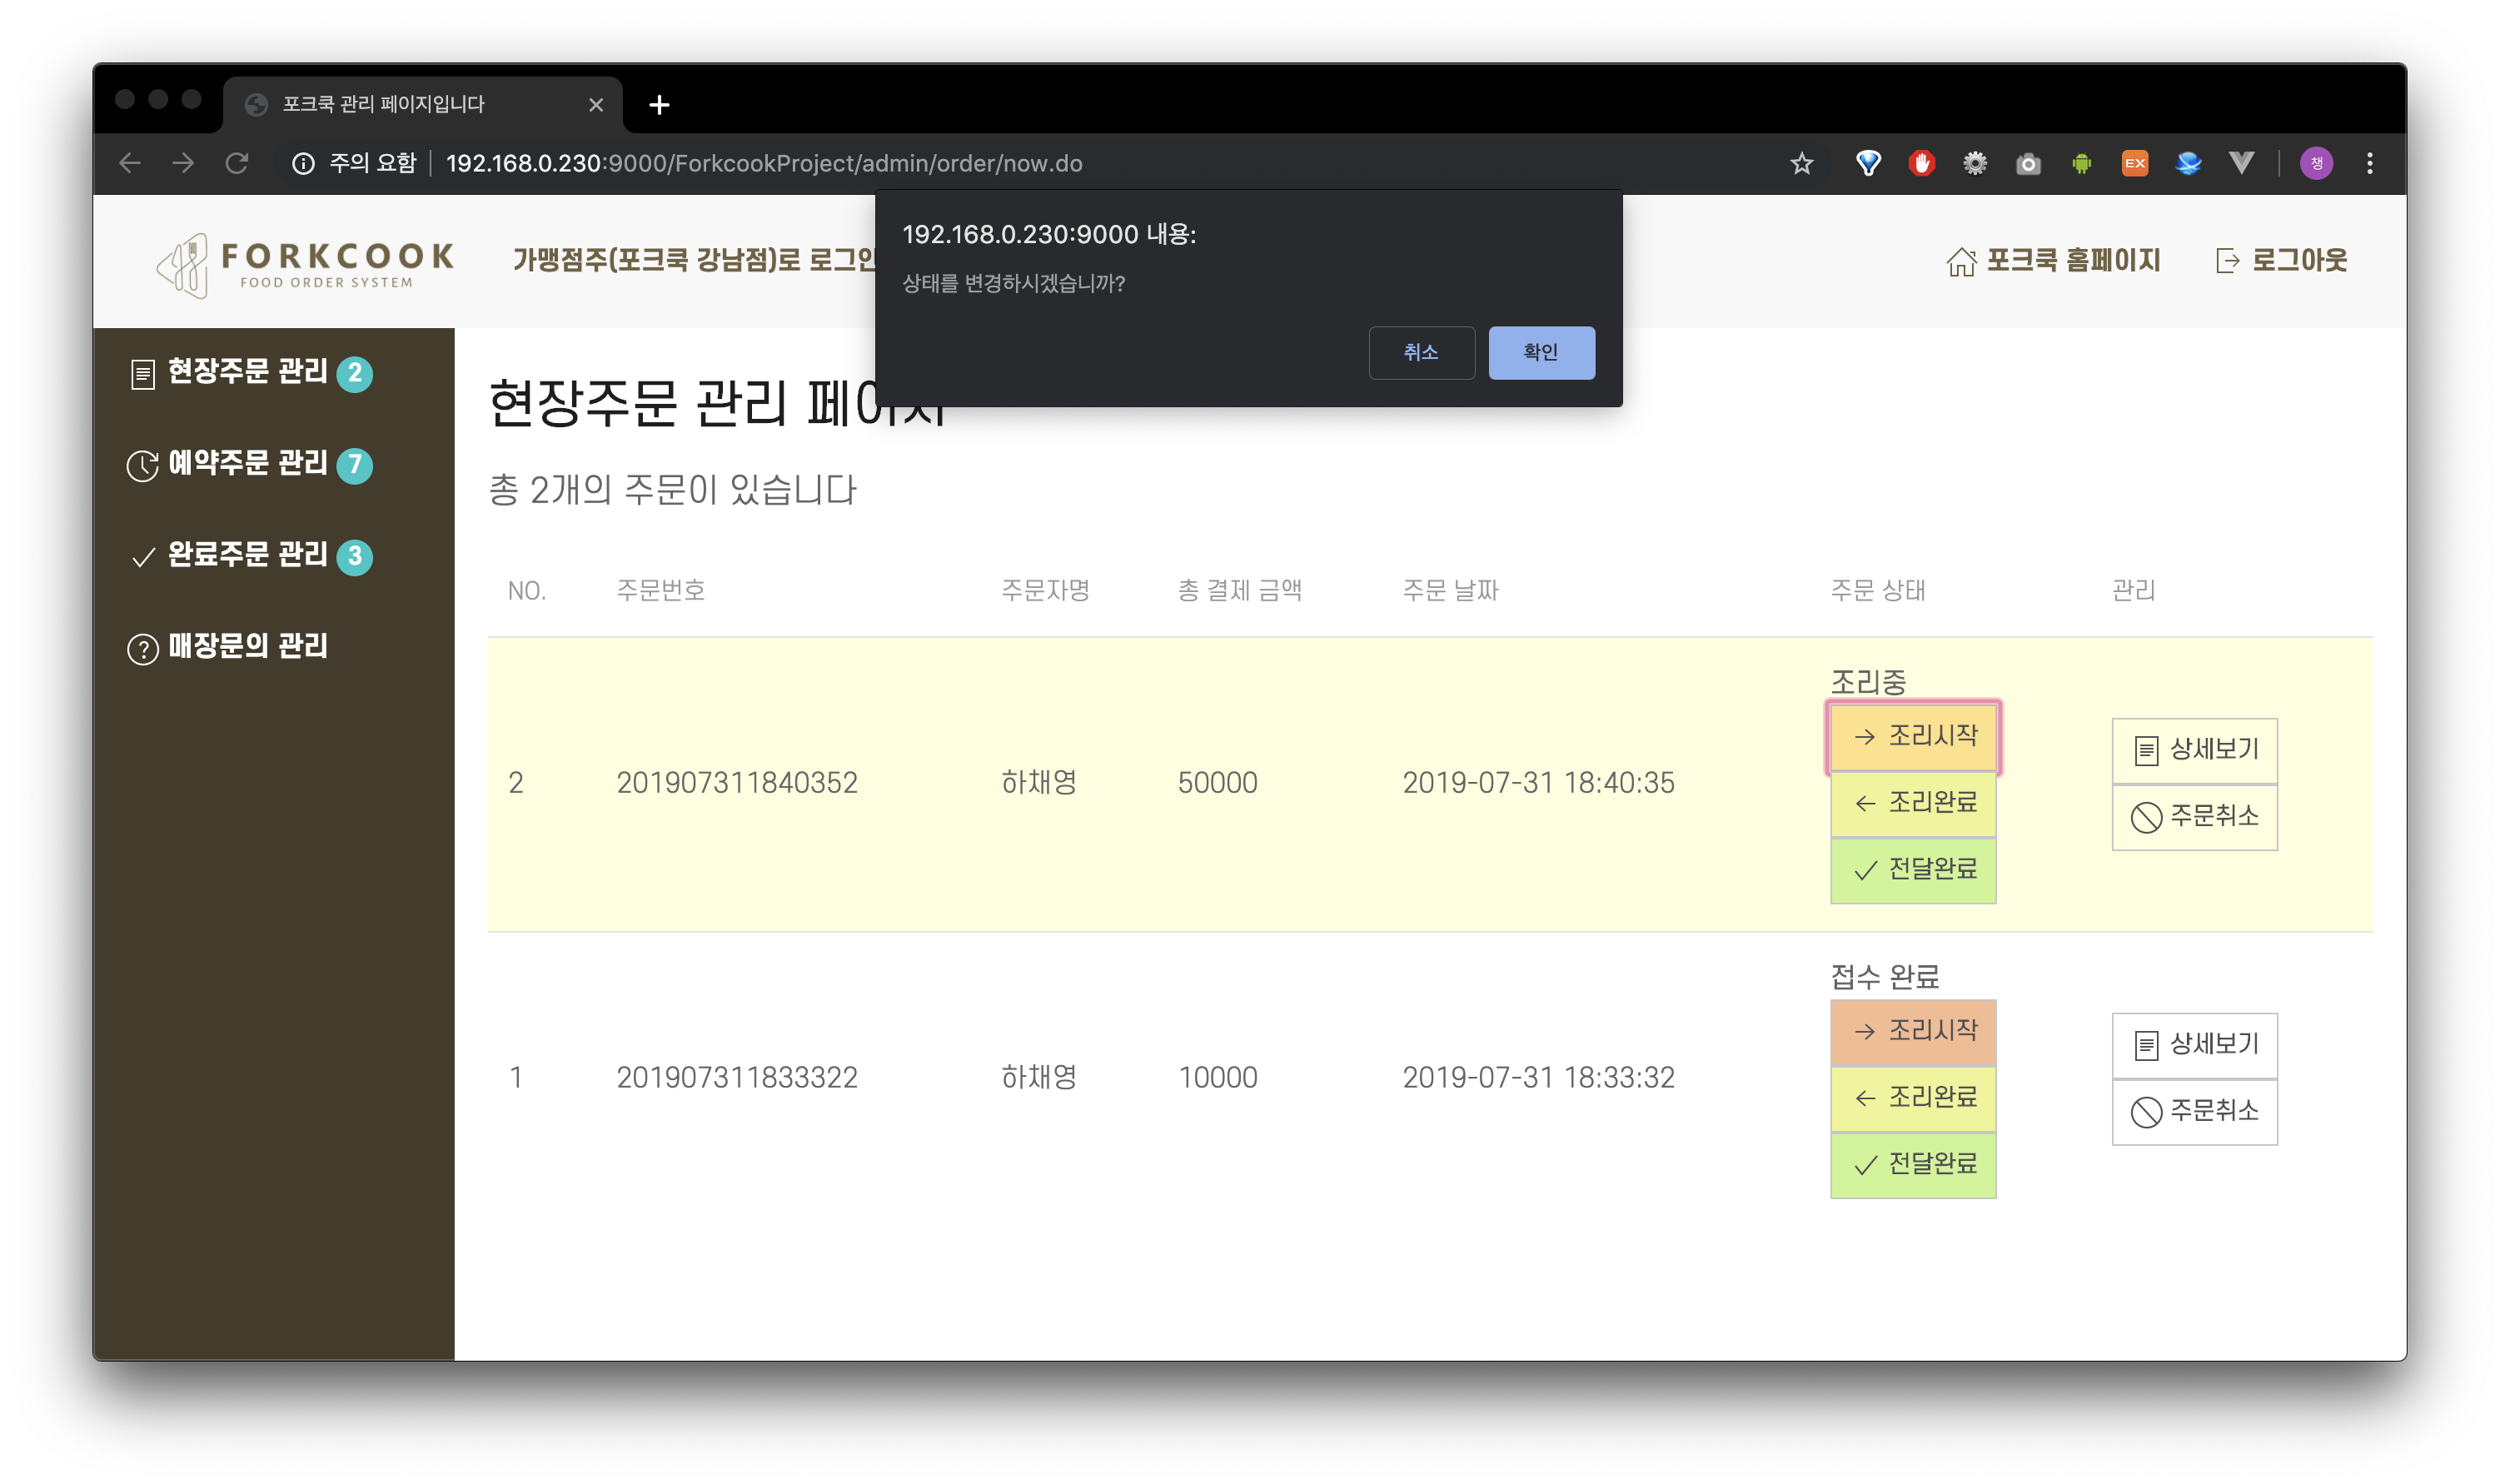 포크쿡 관리 페이지입니다
주의 요함 192.168.0.230:9000/ForkcookProject/admin/order/now.do
EX
챙
192.168.0.230:9000 내용:
상태를 변경하시겠습니까?
취소 확인
FORKCOOK
FOOD ORDER SYSTEM
가맹점주(포크쿡 강남점)로 로그인
포크쿡 홈페이지 로그아웃
현장주문 관리 2
예약주문 관리 7
완료주문 관리 3
매장문의 관리
현장주문 관리 페이지
총 2개의 주문이 있습니다
NO. 주문번호 주문자명 총 결제 금액 주문 날짜 주문 상태 관리
조리중
조리시작
조리완료
전달완료
2 201907311840352 하채영 50000 2019-07-31 18:40:35
상세보기
주문취소
접수 완료
조리시작
조리완료
전달완료
1 201907311833322 하채영 10000 2019-07-31 18:33:32
상세보기
주문취소